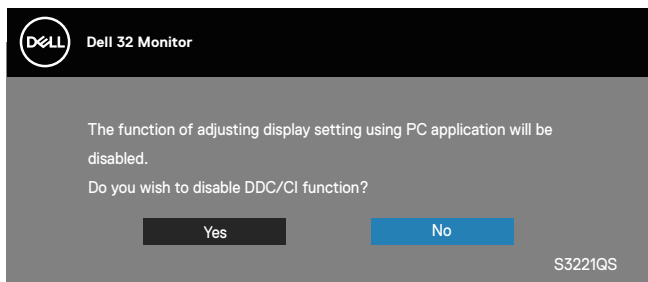 DELL
Dell 32 Monitor
The function of adjusting display setting using PC application will be
disabled.
Do you wish to disable DDC/CI function?
Yes
No
S3221QS